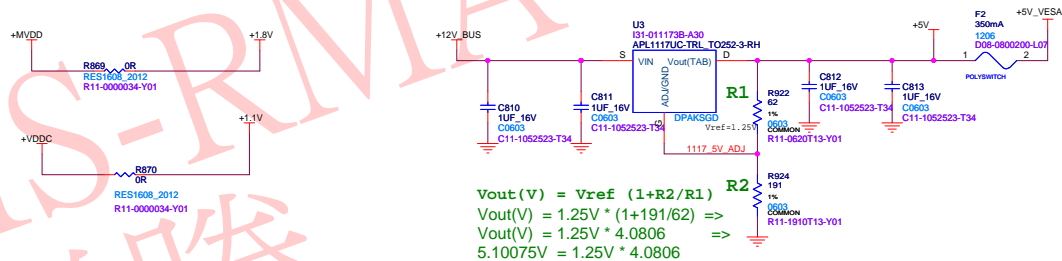 +MVDD
+1.8V
R869
0R
RES1608_2012
R11-0000034-Y01
+VDDC
+1.1V
R870
0R
RES1608_2012
R11-0000034-Y01
+12V_BUS
U3
I31-011173B-A30
APL1117UC-TRL_TO252-3-RH
S
VIN
Vout(TAB)
D
ADJ/GND
G
DPAKSGD
C810
1UF_16V
C0603
C11-1052523-T34
C811
1UF_16V
C0603
C11-1052523-T34
R1
R922
62
1%
0603
COMMON
R11-0620T13-Y01
Vref=1.25V
1117_5V_ADJ
R2
R924
191
1%
0603
COMMON
R11-1910T13-Y01
C812
1UF_16V
C0603
C11-1052523-T34
C813
1UF_16V
C0603
C11-1052523-T34
+5V
F2
350mA
1206
D08-0800200-L07
1
2
POLYSWITCH
+5V_VESA
Vout(V) = Vref (1+R2/R1)
Vout(V) = 1.25V * (1+191/62) =>
Vout(V) = 1.25V * 4.0806 =>
5.10075V = 1.25V * 4.0806
IS-RMA